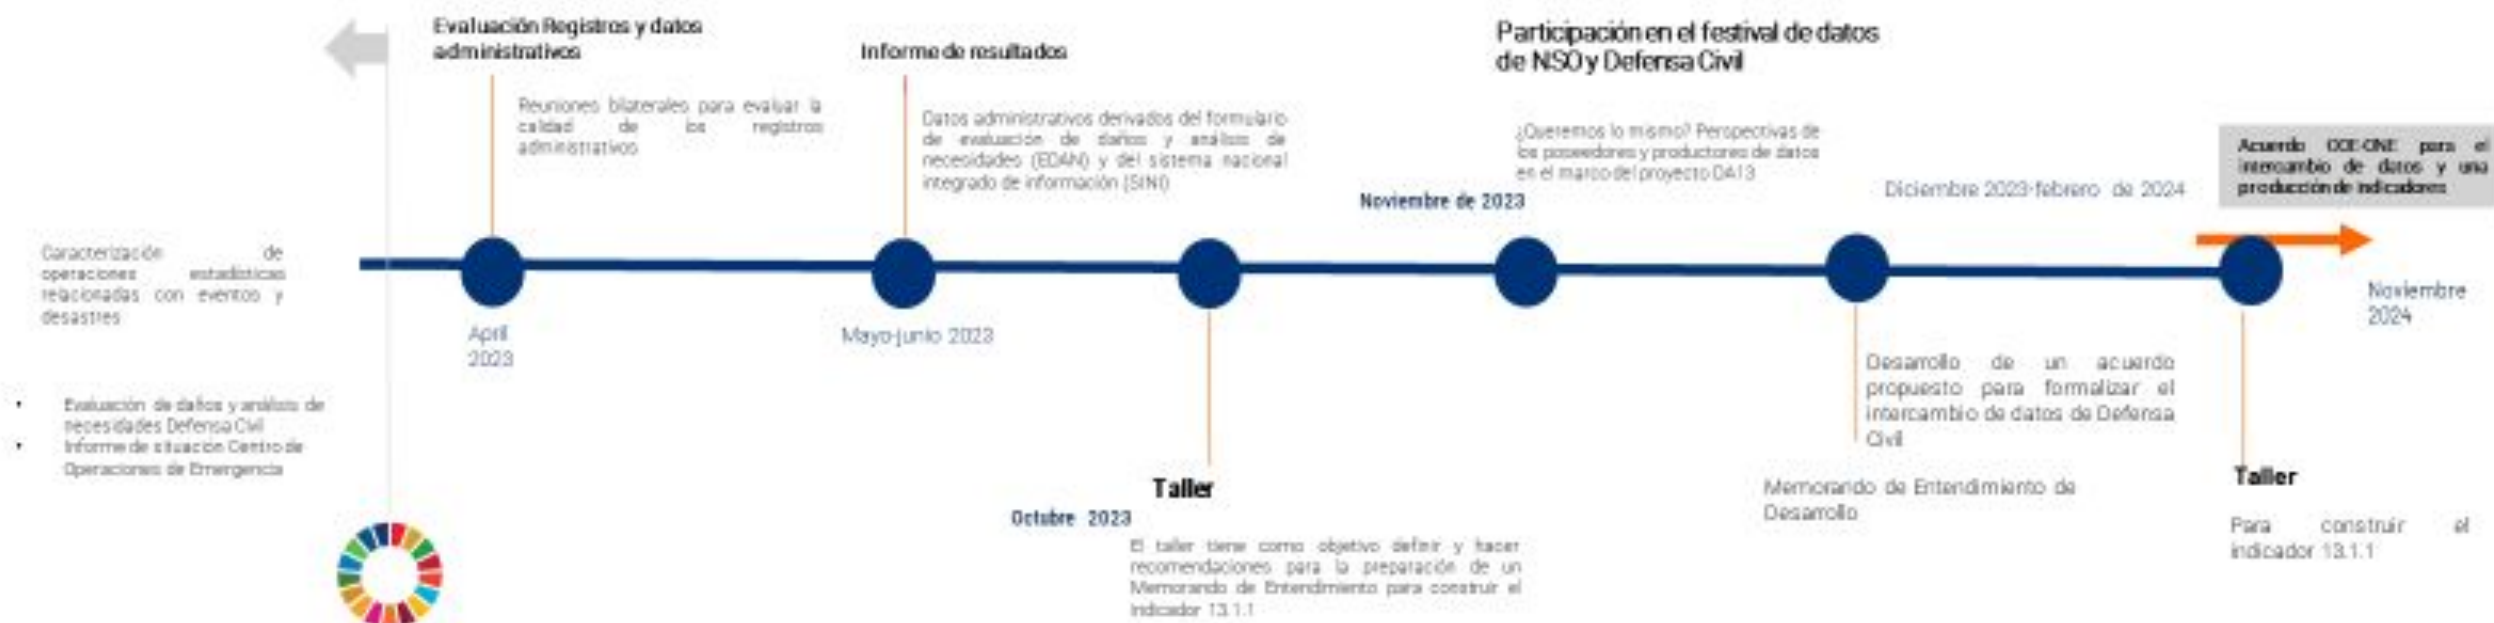 Evaluación Registros y datos
administrativos
Reuniones bilaterales para evaluar la
calidad de los registros
administrativos
Informe de resultados
Datos administrativos derivados del formulario
de evaluación de daños y análisis de
necesidades (EDAN) y del sistema nacional
integrado de información (SINI)
Participación en el festival de datos
de NSO y Defensa Civil
¿Queremos lo mismo? Perspectivas de
los poseedores y productores de datos
en el marco del proyecto DA13
Noviembre de 2023
Diciembre 2023-febrero de 2024
Acuerdo COE-ONE para el
intercambio de datos y una
producción de indicadores
Caracterización de
operaciones estadísticas
relacionadas con eventos y
desastres
April
2023
Mayo-junio 2023
Noviembre
2024
• Evaluación de daños y análisis de
necesidades Defensa Civil
• Informe de situación Centro de
Operaciones de Emergencia
Desarrollo de un acuerdo
propuesto para formalizar el
intercambio de datos de Defensa
Civil
Memorando de Entendimiento de
Desarrollo
Taller
Octubre 2023
El taller tiene como objetivo definir y hacer
recomendaciones para la preparación de un
Memorando de Entendimiento para construir el
Indicador 13.1.1
Taller
Para construir el
indicador 13.1.1